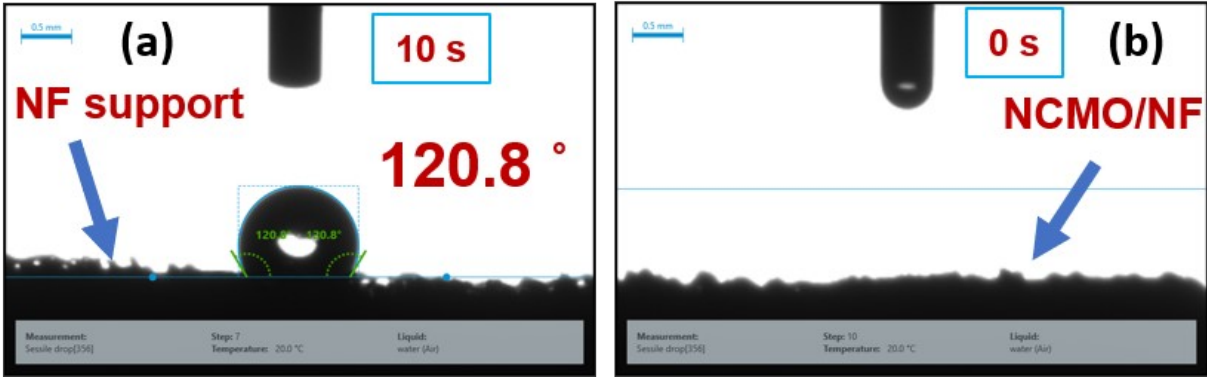 0.5 mm
(a)
10 s
NF support
120.8 °
120.8° 120.8°
Measurement: Step: 7 Liquid:
Sessile drop[356] Temperature: 20.0 °C water (Air)
0.5 mm
0 s
(b)
NCMO/NF
Measurement: Step: 10 Liquid:
Sessile drop[356] Temperature: 20.0 °C water (Air)